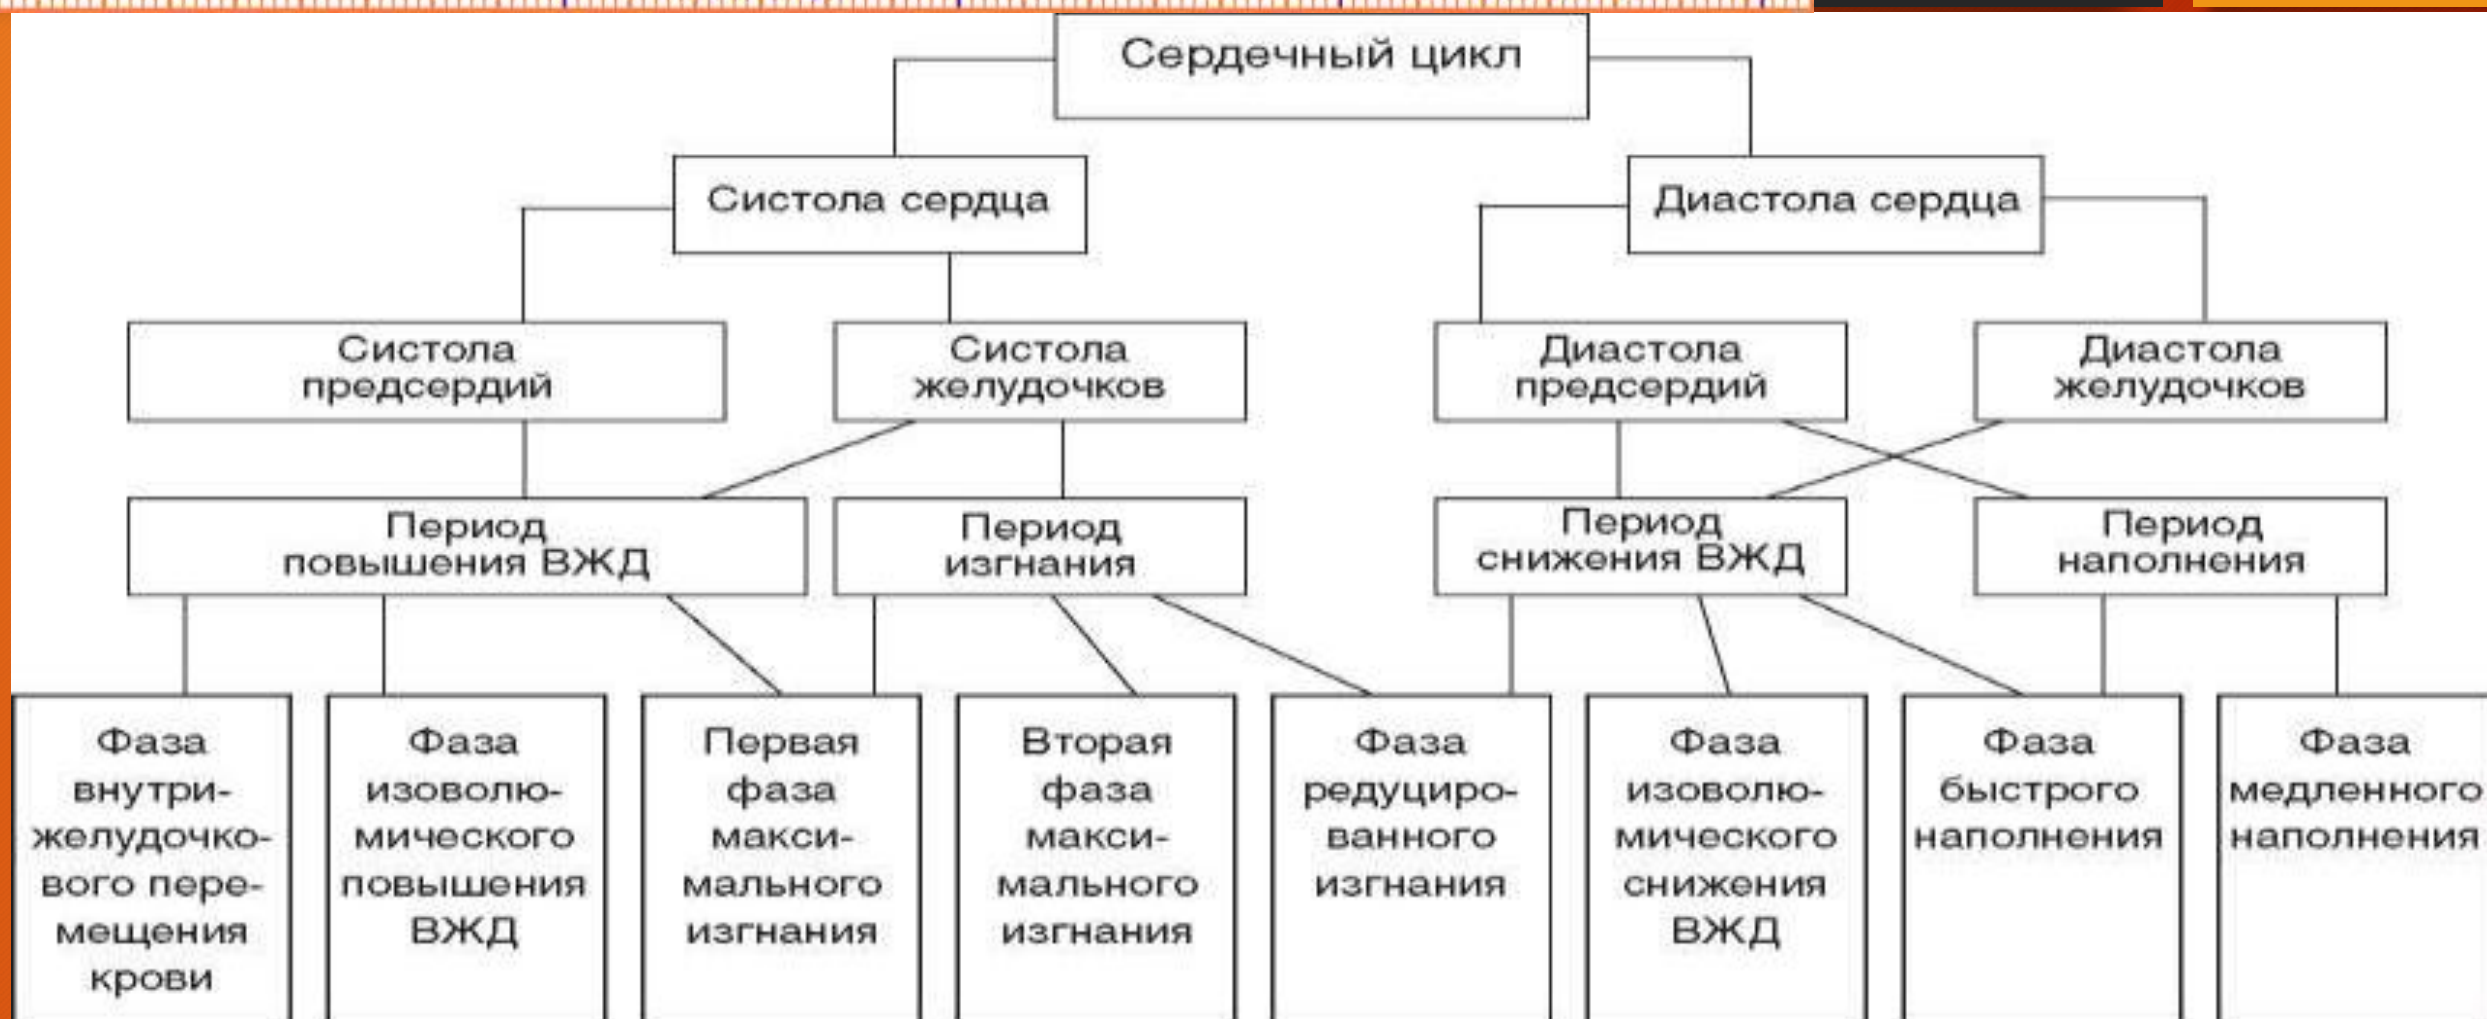 Сердечный цикл
Систола сердца
Диастола сердца
Систола
предсердий
Систола
желудочков
Диастола
предсердий
Диастола
желудочков
Период
повышения ВЖД
Период
изгнания
Период
снижения ВЖД
Период
наполнения
Фаза
внутри-
желудочко-
вого пере-
мещения
крови
Фаза
изоволю-
мического
повышения
ВЖД
Первая
фаза
макси-
мального
изгнания
Вторая
фаза
макси-
мального
изгнания
Фаза
редуциро-
ванного
изгнания
Фаза
изоволю-
мического
снижения
ВЖД
Фаза
быстрого
наполнения
Фаза
медленного
наполнения